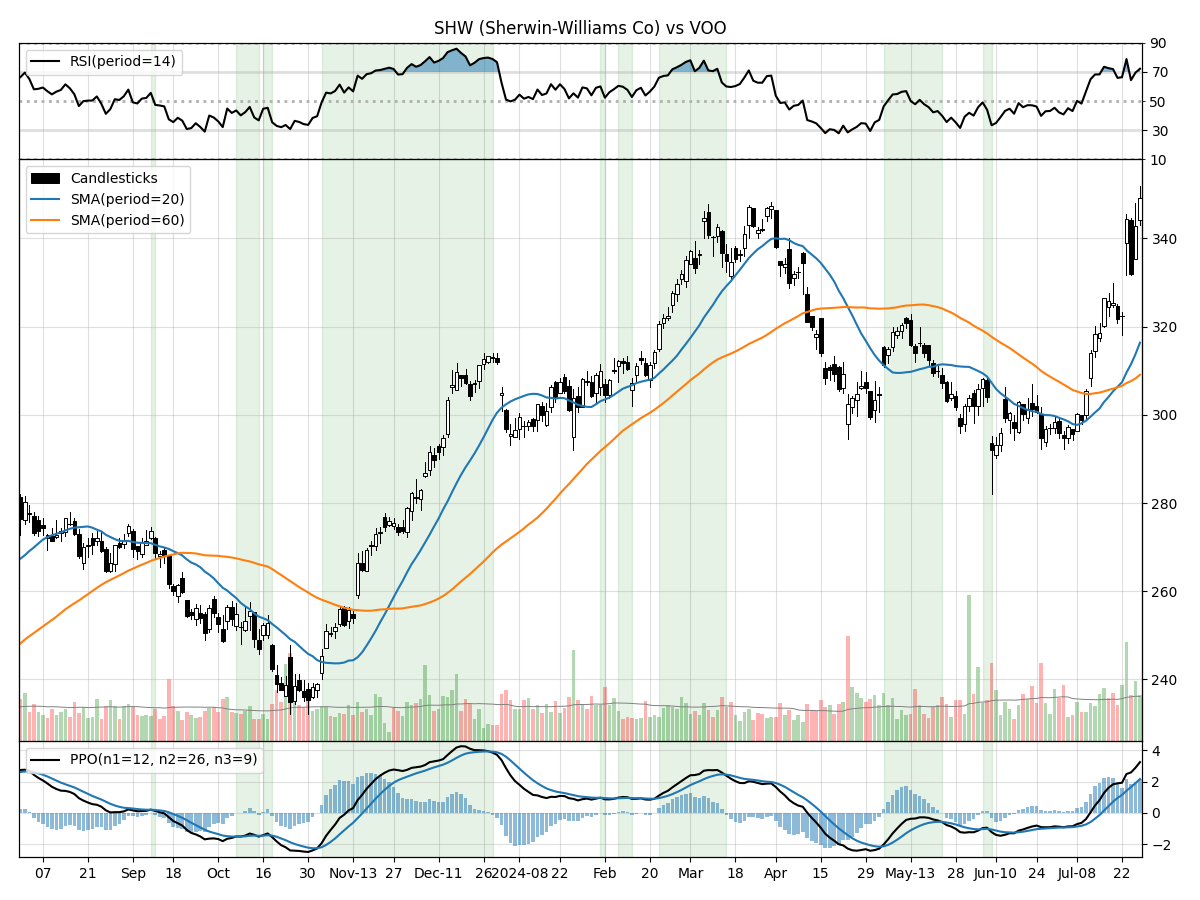 SHW (Sherwin-Williams Co) vs VOO
RSI(period=14)
90
70
50
30
10
Candlesticks
SMA(period=20)
SMA(period=60)
340
320
300
280
260
240
PPO(n1=12, n2=26, n3=9)
4
2
0
−2
07 21 Sep 18 Oct 16 30 Nov-13 27 Dec-11 26 2024-08 22 Feb 20 Mar 18 Apr 15 29 May-13 28 Jun-10 24 Jul-08 22